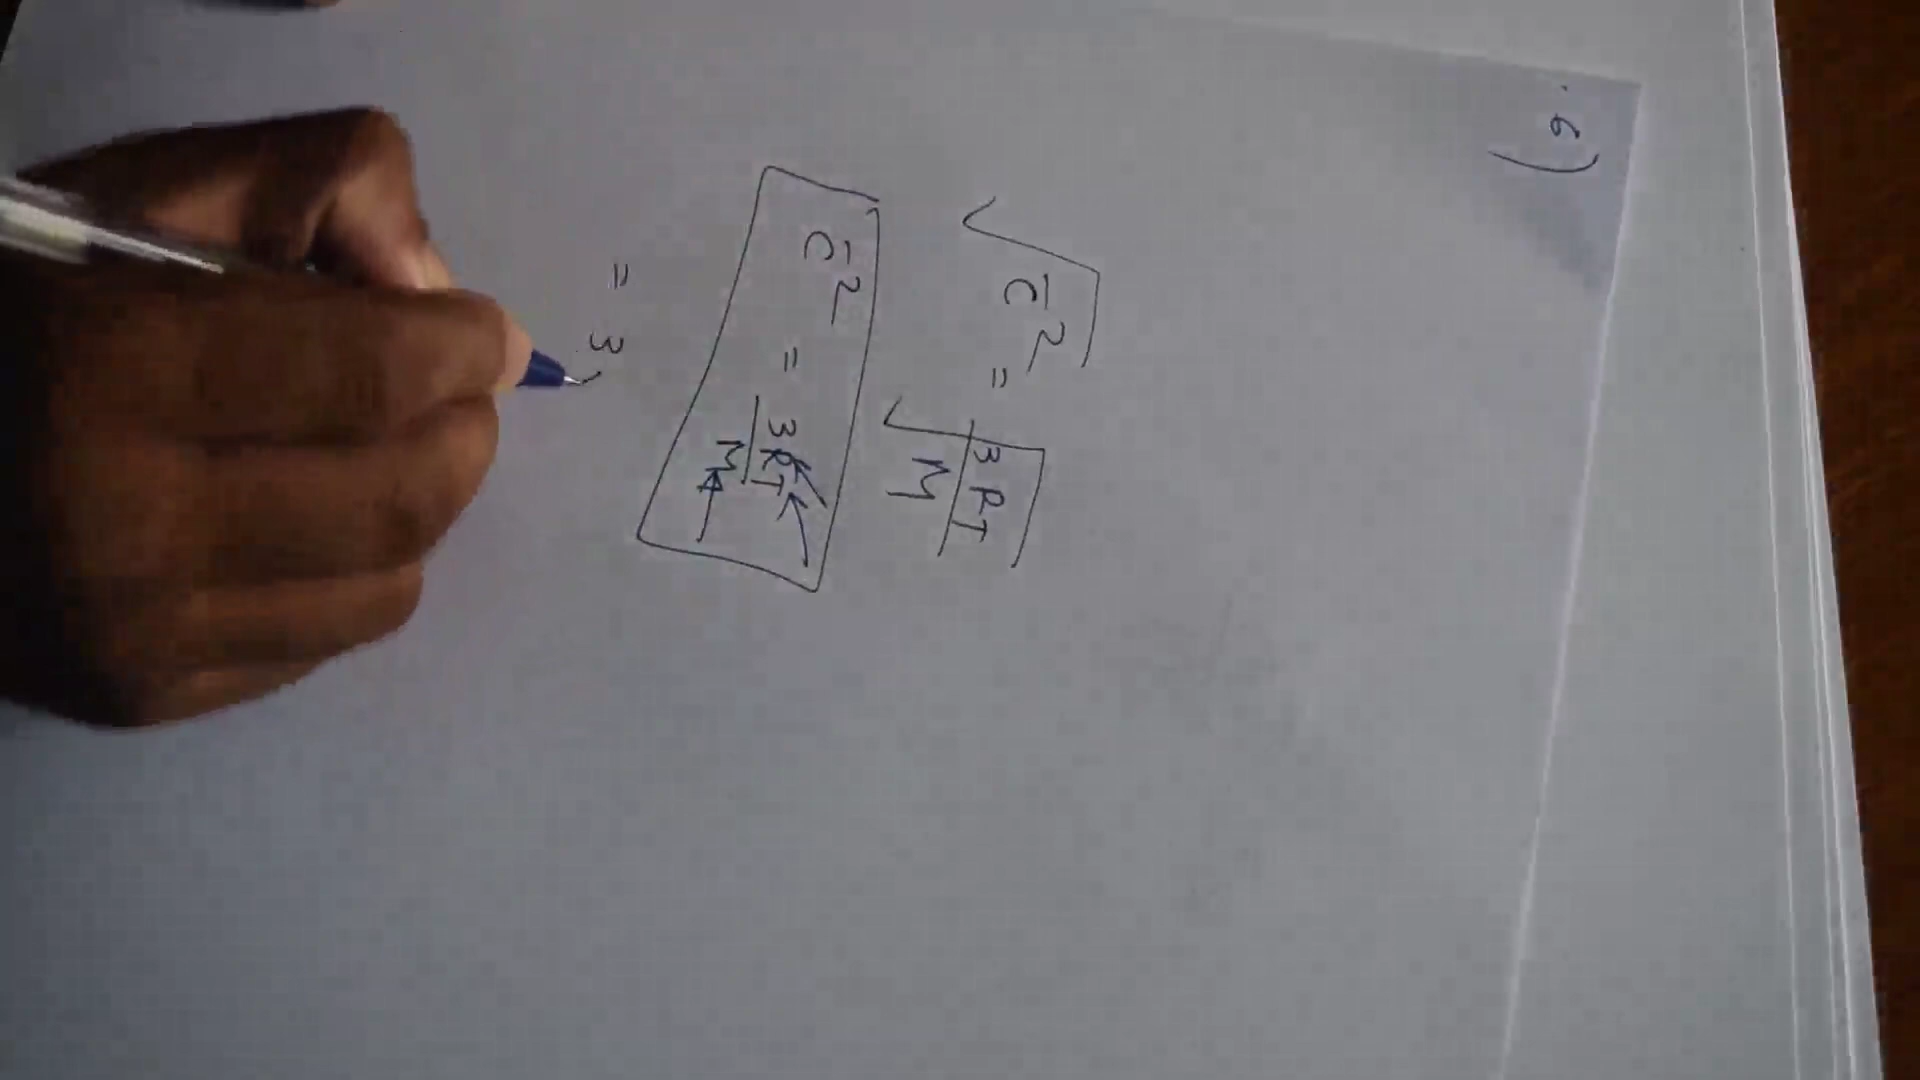 6)
√c̄² = √3RT/M
c̄² = 3RT/M
= 3